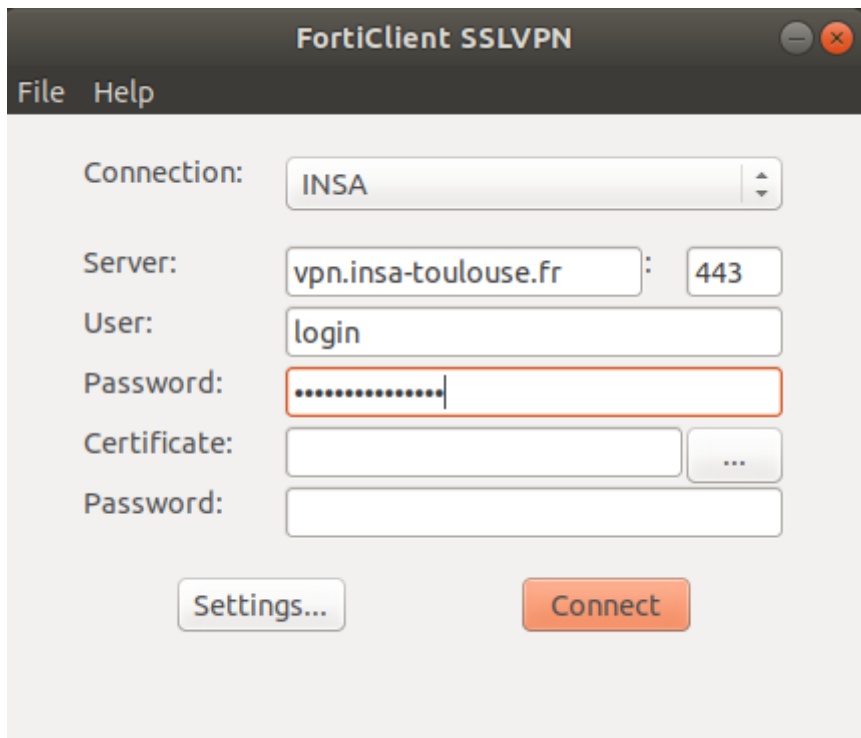 FortiClient SSLVPN
File Help
Connection: INSA
Server: vpn.insa-toulouse.fr : 443
User: login
Password: •••••••••••••••
Certificate: ...
Password:
Settings... Connect